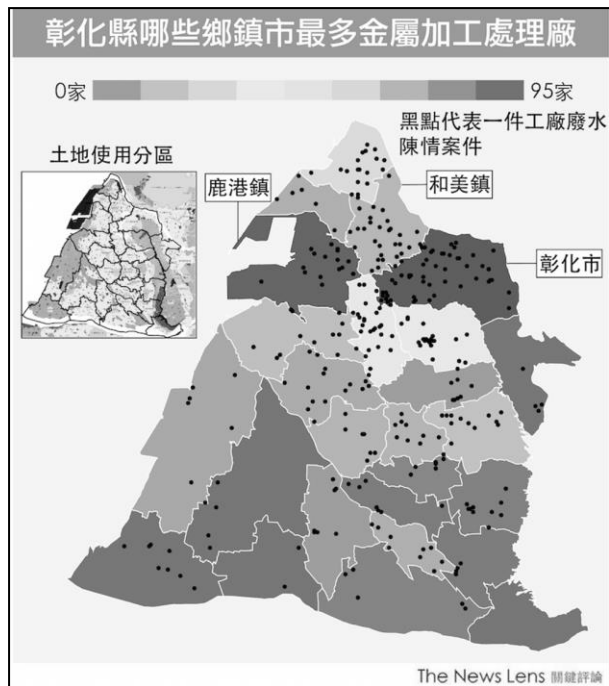 彰化縣哪些鄉鎮市最多金屬加工處理廠
0家
95家
黑點代表一件工廠廢水
陳情案件
土地使用分區
鹿港鎮
和美鎮
彰化市
The News Lens 關鍵評論